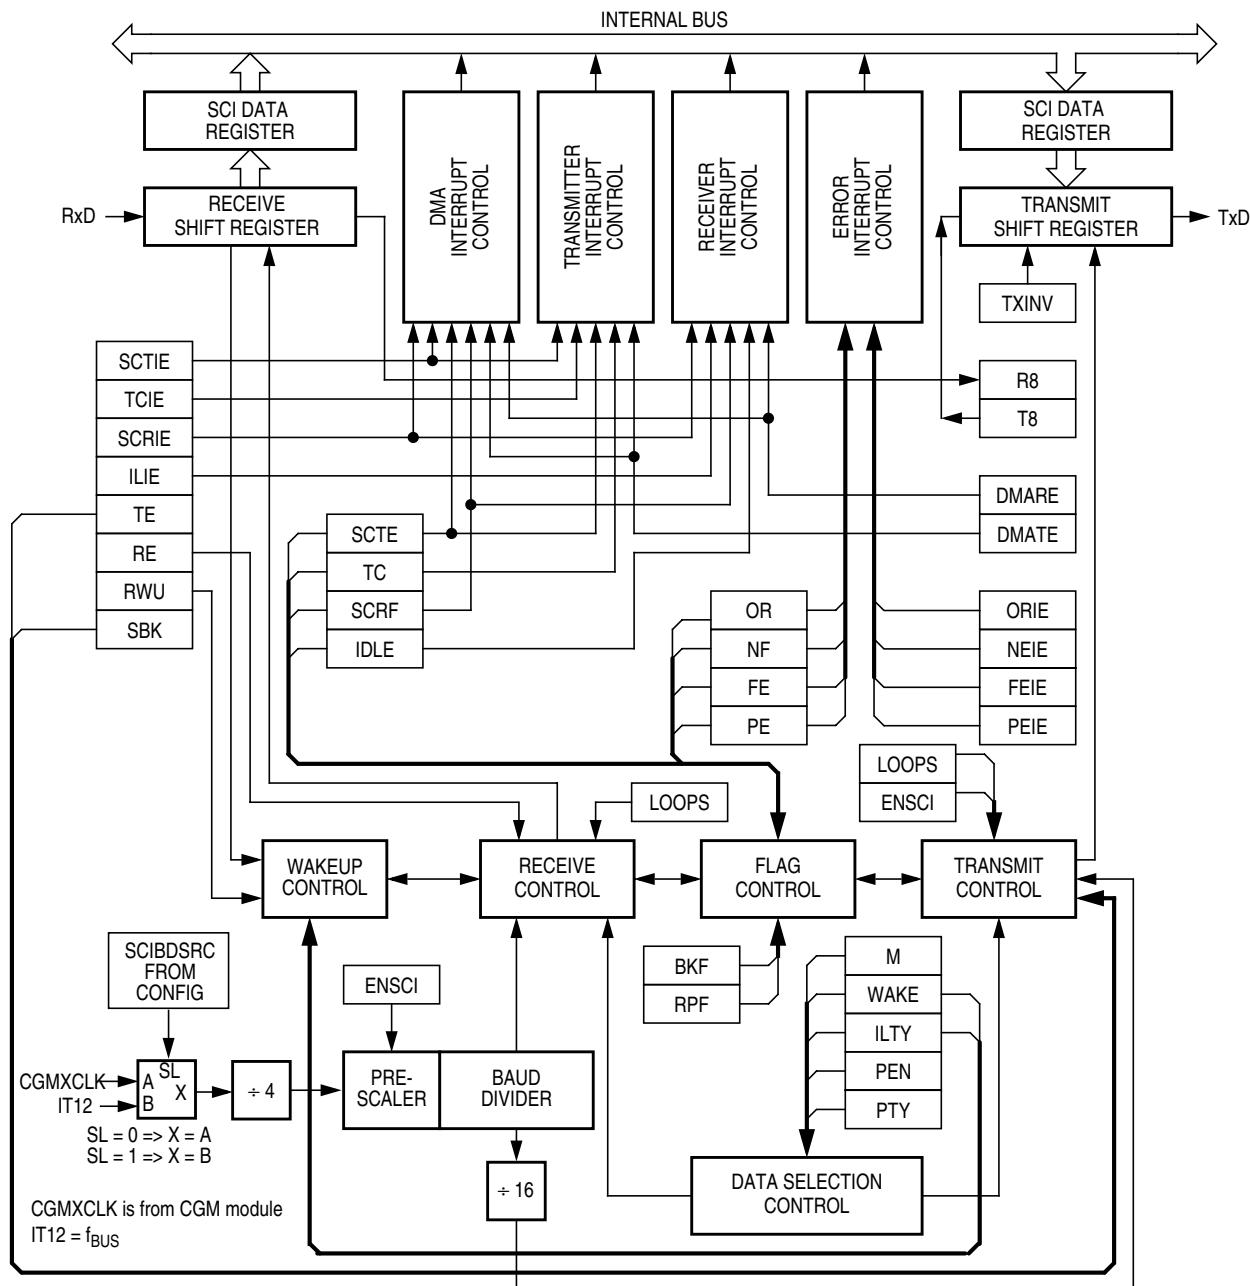 INTERNAL BUS
SCI DATA
REGISTER
SCI DATA
REGISTER
DMA
INTERRUPT
CONTROL
TRANSMITTER
INTERRUPT
CONTROL
RECEIVER
INTERRUPT
CONTROL
ERROR
INTERRUPT
CONTROL
RxD
RECEIVE
SHIFT REGISTER
TRANSMIT
SHIFT REGISTER
TxD
TXINV
SCTIE
TCIE
SCRIE
ILIE
TE
RE
RWU
SBK
R8
T8
DMARE
DMATE
SCTE
TC
SCRF
IDLE
OR
NF
FE
PE
ORIE
NEIE
FEIE
PEIE
LOOPS
ENSCI
LOOPS
WAKEUP
CONTROL
RECEIVE
CONTROL
FLAG
CONTROL
TRANSMIT
CONTROL
SCIBDSRC
FROM
CONFIG
ENSCI
BKF
RPF
M
WAKE
ILTY
PEN
PTY
CGMXCLK
IT12
SL
A
X
B
÷ 4
PRE-
SCALER
BAUD
DIVIDER
SL = 0 => X = A
SL = 1 => X = B
÷ 16
DATA SELECTION
CONTROL
CGMXCLK is from CGM module
IT12 = fBUS